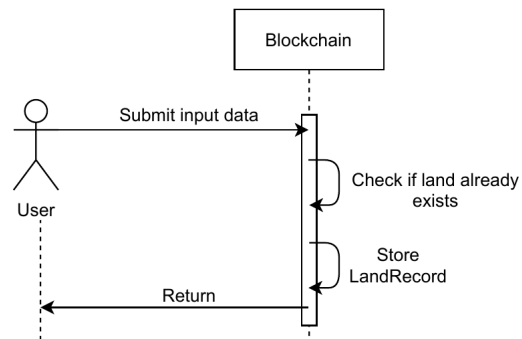 Blockchain
Submit input data
Check if land already
exists
User
Store
LandRecord
Return